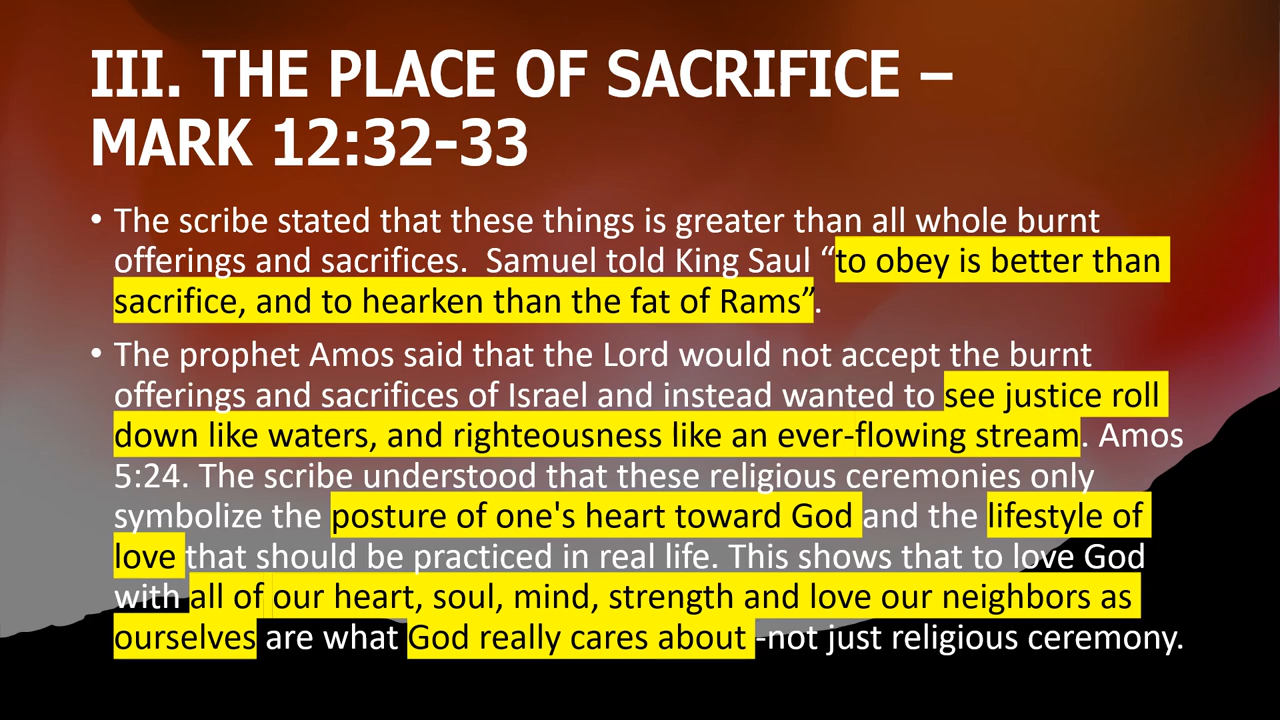 III. THE PLACE OF SACRIFICE –
MARK 12:32-33
• The scribe stated that these things is greater than all whole burnt
offerings and sacrifices.  Samuel told King Saul “to obey is better than
sacrifice, and to hearken than the fat of Rams”.
• The prophet Amos said that the Lord would not accept the burnt
offerings and sacrifices of Israel and instead wanted to see justice roll
down like waters, and righteousness like an ever-flowing stream. Amos
5:24. The scribe understood that these religious ceremonies only
symbolize the posture of one's heart toward God and the lifestyle of
love that should be practiced in real life. This shows that to love God
with all of our heart, soul, mind, strength and love our neighbors as
ourselves are what God really cares about -not just religious ceremony.